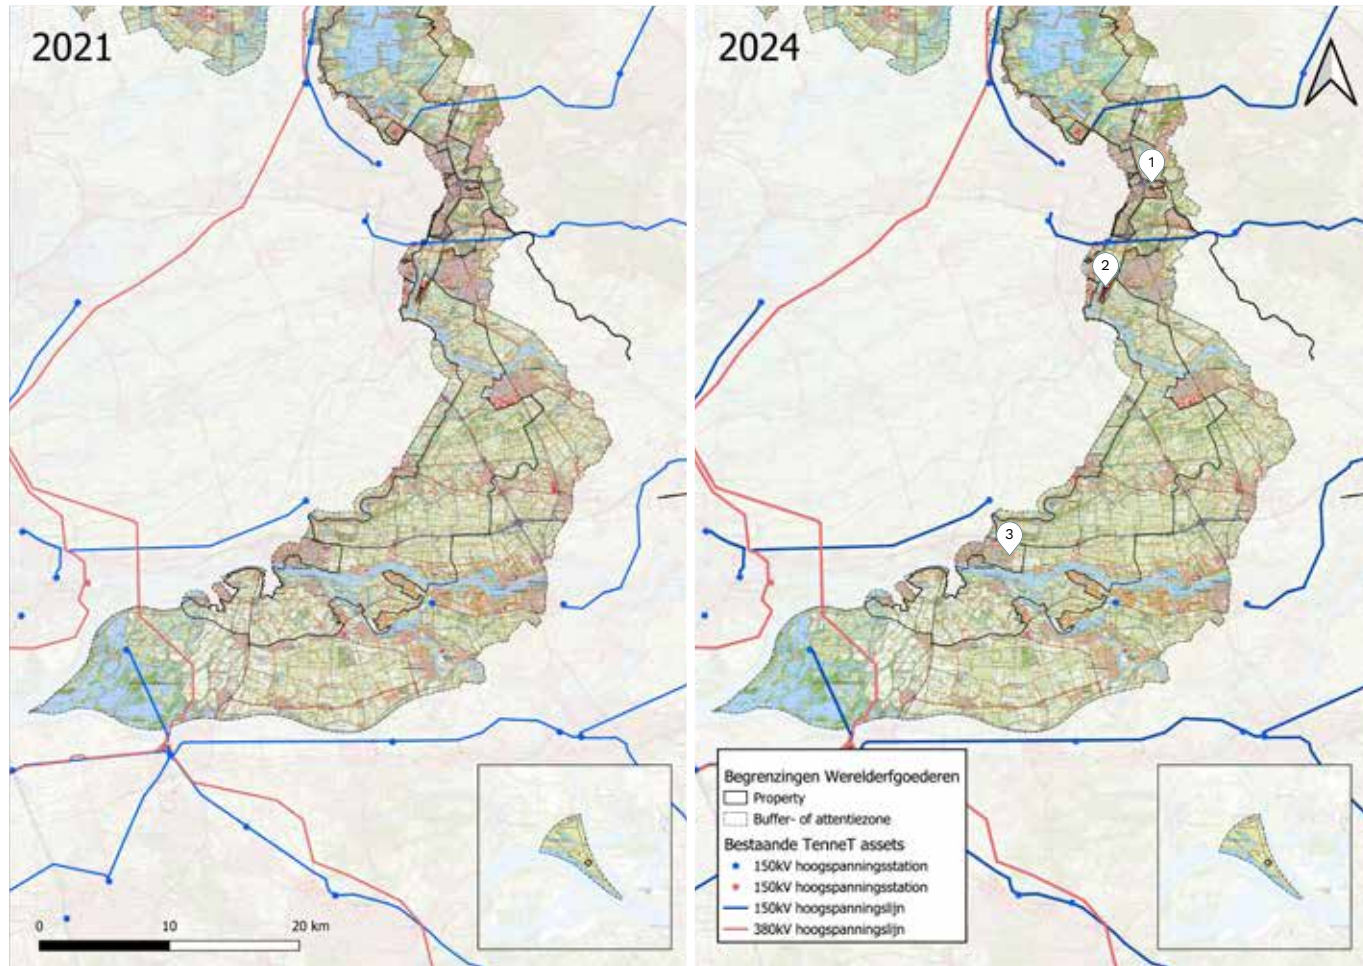 2021
2024
1
2
3
Begrenzingen Werelderfgoederen
Property
Buffer- of attentiezone
Bestaande TenneT assets
150kV hoogspanningsstation
150kV hoogspanningsstation
150kV hoogspanningslijn
380kV hoogspanningslijn
0 10 20 km